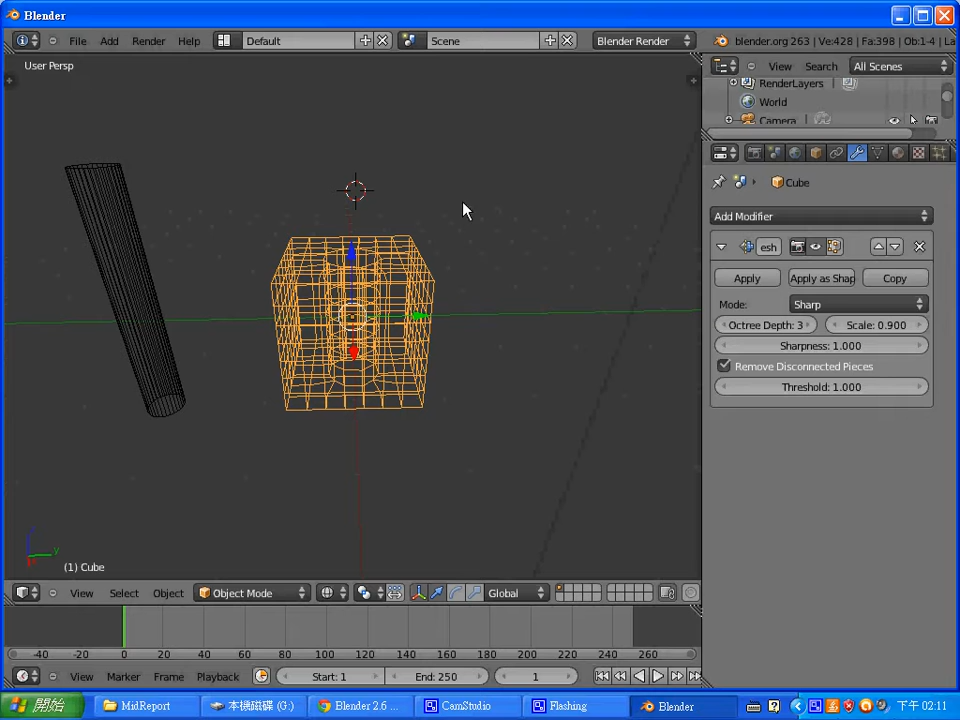 Blender
File Add Render Help Default Scene Blender Render blender.org 263 | Ve:428 | Fa:398 | Ob:1-4 | La
User Persp
View Search All Scenes
RenderLayers
World
Camera
Cube
Add Modifier
esh
Apply Apply as Shap Copy
Mode: Sharp
Octree Depth: 3 Scale: 0.900
Sharpness: 1.000
Remove Disconnected Pieces
Threshold: 1.000
y
(1) Cube
View Select Object Object Mode Global
-40 -20 0 20 40 60 80 100 120 140 160 180 200 220 240 260
View Marker Frame Playback Start: 1 End: 250 1
開始 MidReport 本機磁碟 (G:) Blender 2.6 ... CamStudio Flashing Blender 下午 02:11